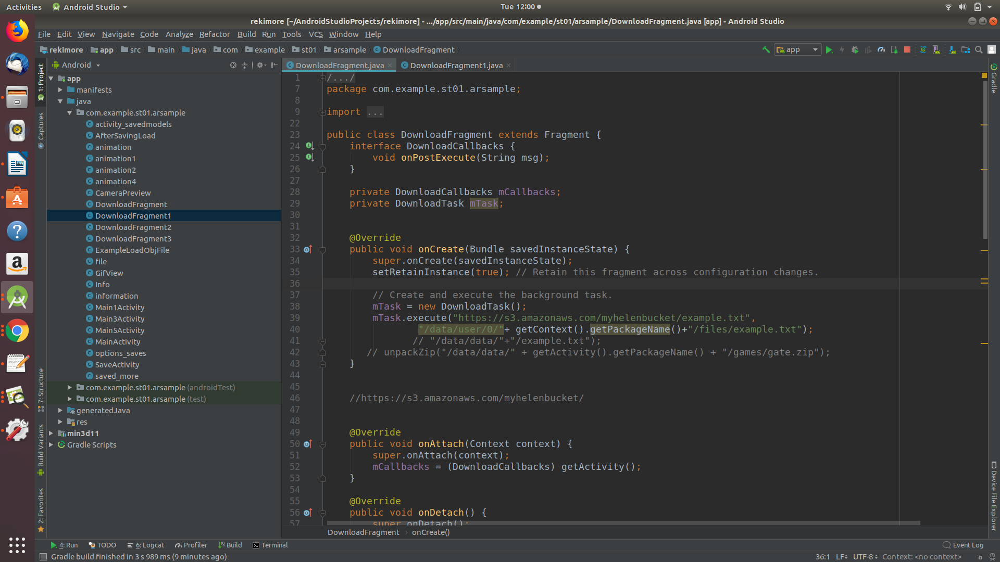 Activities Android Studio Tue 12:00
rekimore [~/AndroidStudioProjects/rekimore] - .../app/src/main/java/com/example/st01/arsample/DownloadFragment.java [app] - Android Studio
File Edit View Navigate Code Analyze Refactor Build Run Tools VCS Window Help
rekimore app src main java com example st01 arsample DownloadFragment app
1: Project
Captures
7: Structure
Build Variants
2: Favorites
Android
app
manifests
java
com.example.st01.arsample
activity_savedmodels
AfterSavingLoad
animation
animation1
animation2
animation4
CameraPreview
DownloadFragment
DownloadFragment1
DownloadFragment2
DownloadFragment3
ExampleLoadObjFile
file
GifView
Info
information
Main1Activity
Main3Activity
Main5Activity
MainActivity
options_saves
SaveActivity
saved_more
com.example.st01.arsample (androidTest)
com.example.st01.arsample (test)
generatedJava
res
min3d11
Gradle Scripts
DownloadFragment.java DownloadFragment1.java
1 /.../
7 package com.example.st01.arsample;
8
9 import ...
22
23 public class DownloadFragment extends Fragment {
24 interface DownloadCallbacks {
25 void onPostExecute(String msg);
26 }
27
28 private DownloadCallbacks mCallbacks;
29 private DownloadTask mTask;
30
31
32 @Override
33 public void onCreate(Bundle savedInstanceState) {
34 super.onCreate(savedInstanceState);
35 setRetainInstance(true); // Retain this fragment across configuration changes.
36
37 // Create and execute the background task.
38 mTask = new DownloadTask();
39 mTask.execute("https://s3.amazonaws.com/myhelenbucket/example.txt",
40 "/data/user/0/"+ getContext().getPackageName()+"/files/example.txt");
41 // "/data/data/"+"/example.txt");
42 // unpackZip("/data/data/" + getActivity().getPackageName() + "/games/gate.zip");
43 }
44
45
46 //https://s3.amazonaws.com/myhelenbucket/
47
48
49 @Override
50 public void onAttach(Context context) {
51 super.onAttach(context);
52 mCallbacks = (DownloadCallbacks) getActivity();
53 }
54
55 @Override
56 public void onDetach() {
57 super.onDetach();
DownloadFragment onCreate()
Gradle
Device File Explorer
4: Run TODO 6: Logcat Profiler Build Terminal Event Log
Gradle build finished in 3 s 989 ms (9 minutes ago) 36:1 LF UTF-8 Context: <no context>